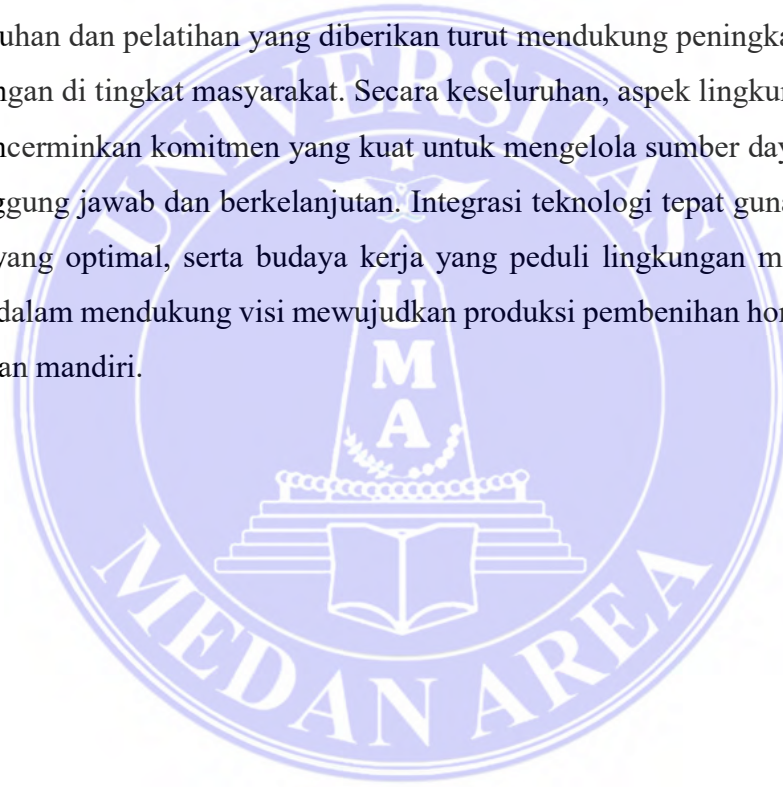 uhan dan pelatihan yang diberikan turut mendukung peningka
ngan di tingkat masyarakat. Secara keseluruhan, aspek lingku
ncerminkan komitmen yang kuat untuk mengelola sumber day
ggung jawab dan berkelanjutan. Integrasi teknologi tepat guna
yang optimal, serta budaya kerja yang peduli lingkungan m
dalam mendukung visi mewujudkan produksi pembenihan hor
an mandiri.
UNIVERSITAS
U
M
A
MEDAN AREA